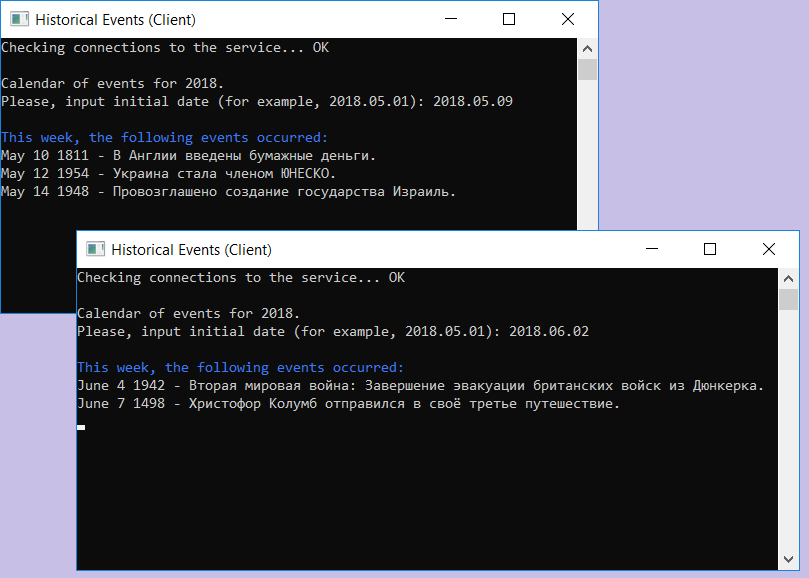 Historical Events (Client)
Checking connections to the service... OK
Calendar of events for 2018.
Please, input initial date (for example, 2018.05.01): 2018.05.09
This week, the following events occurred:
May 10 1811 - В Англии введены бумажные деньги.
May 12 1954 - Украина стала членом ЮНЕСКО.
May 14 1948 - Провозглашено создание государства Израиль.
Historical Events (Client)
Checking connections to the service... OK
Calendar of events for 2018.
Please, input initial date (for example, 2018.05.01): 2018.06.02
This week, the following events occurred:
June 4 1942 - Вторая мировая война: Завершение эвакуации британских войск из Дюнкерка.
June 7 1498 - Христофор Колумб отправился в своё третье путешествие.